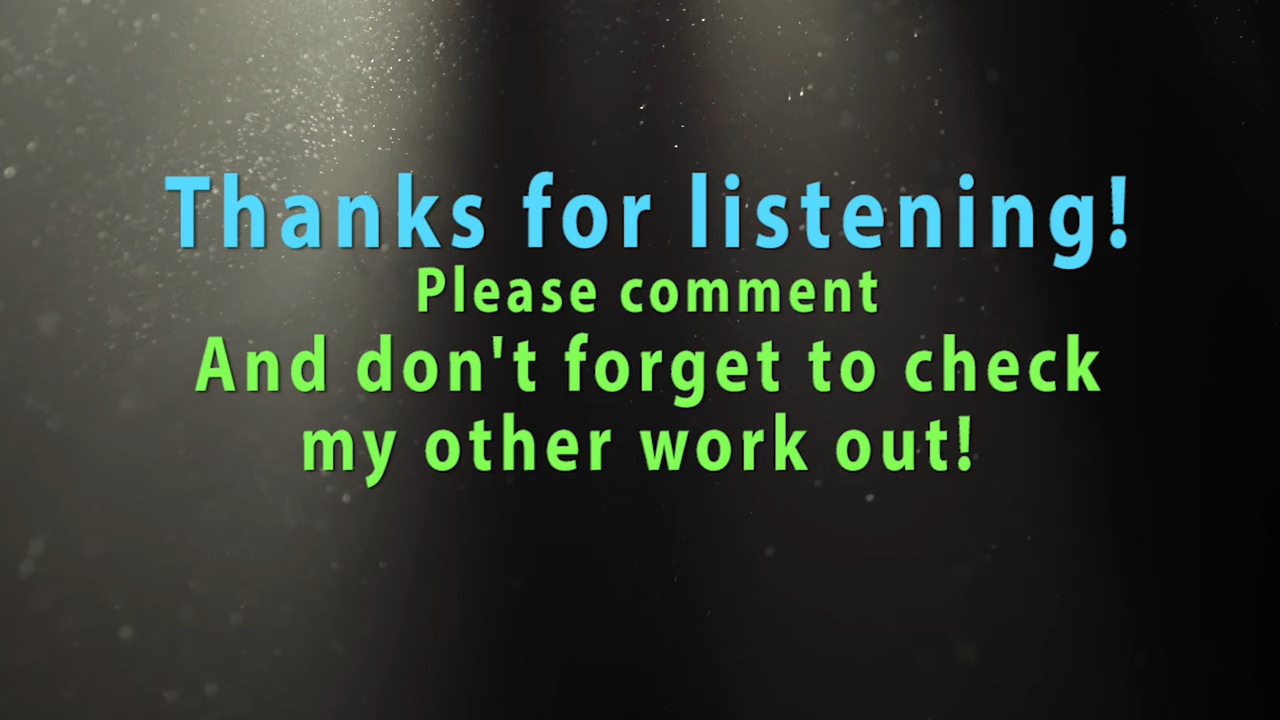 Thanks for listening!
Please comment
And don't forget to check
my other work out!